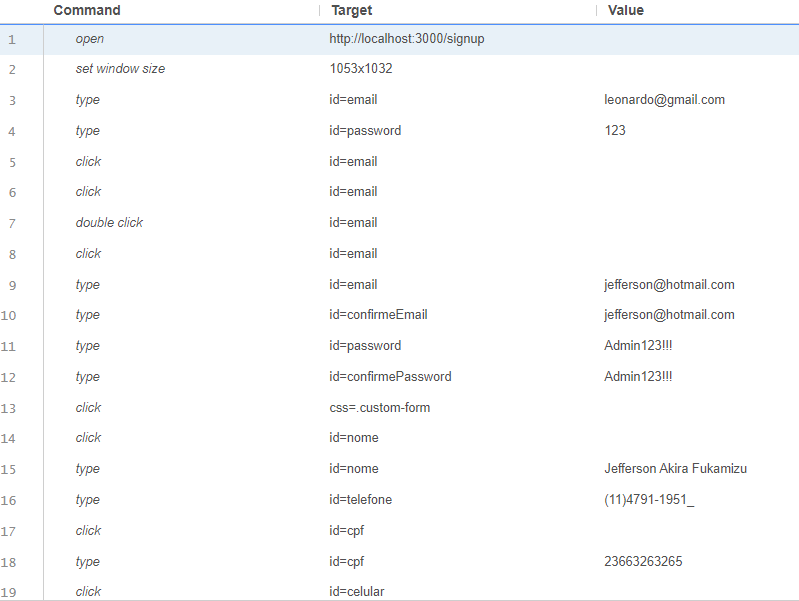 Command Target Value
1 open http://localhost:3000/signup
2 set window size 1053x1032
3 type id=email leonardo@gmail.com
4 type id=password 123
5 click id=email
6 click id=email
7 double click id=email
8 click id=email
9 type id=email jefferson@hotmail.com
10 type id=confirmeEmail jefferson@hotmail.com
11 type id=password Admin123!!!
12 type id=confirmePassword Admin123!!!
13 click css=.custom-form
14 click id=nome
15 type id=nome Jefferson Akira Fukamizu
16 type id=telefone (11)4791-1951_
17 click id=cpf
18 type id=cpf 23663263265
19 click id=celular